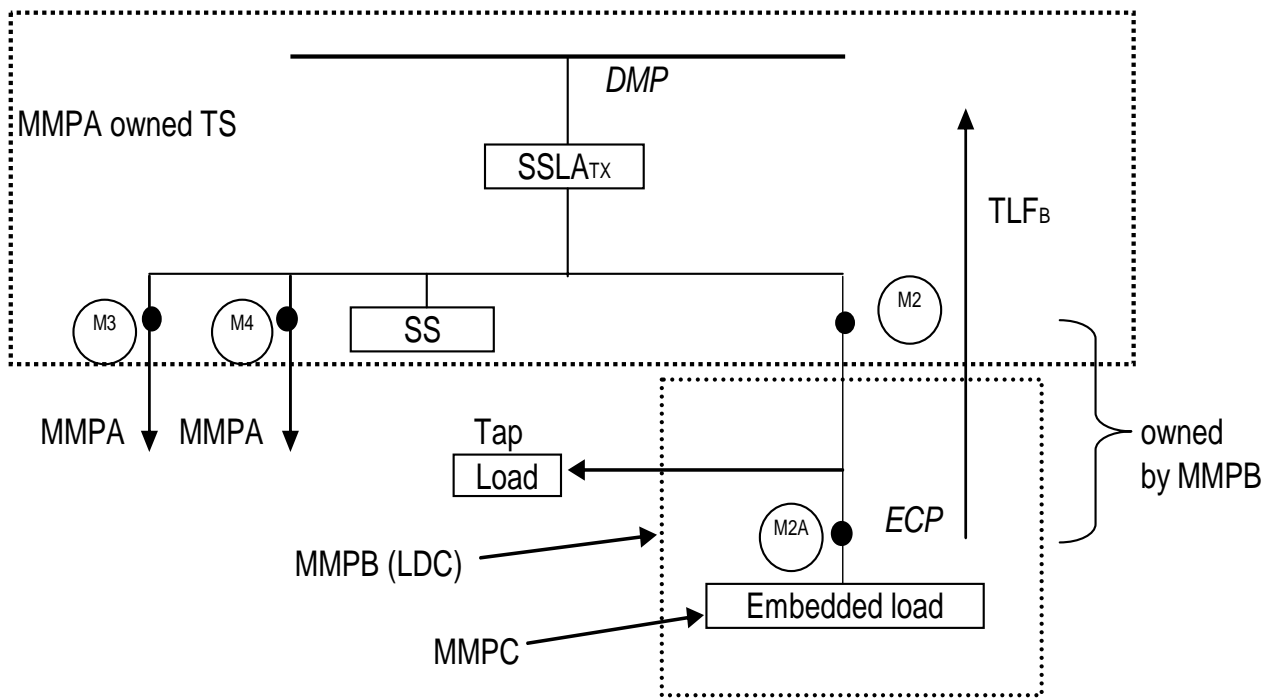 DMP
MMPA owned TS
SSLATX
TLFB
M2
M3
M4
SS
MMPA
MMPA
Tap
Load
owned
by MMPB
M2A
ECP
MMPB (LDC)
Embedded load
MMPC